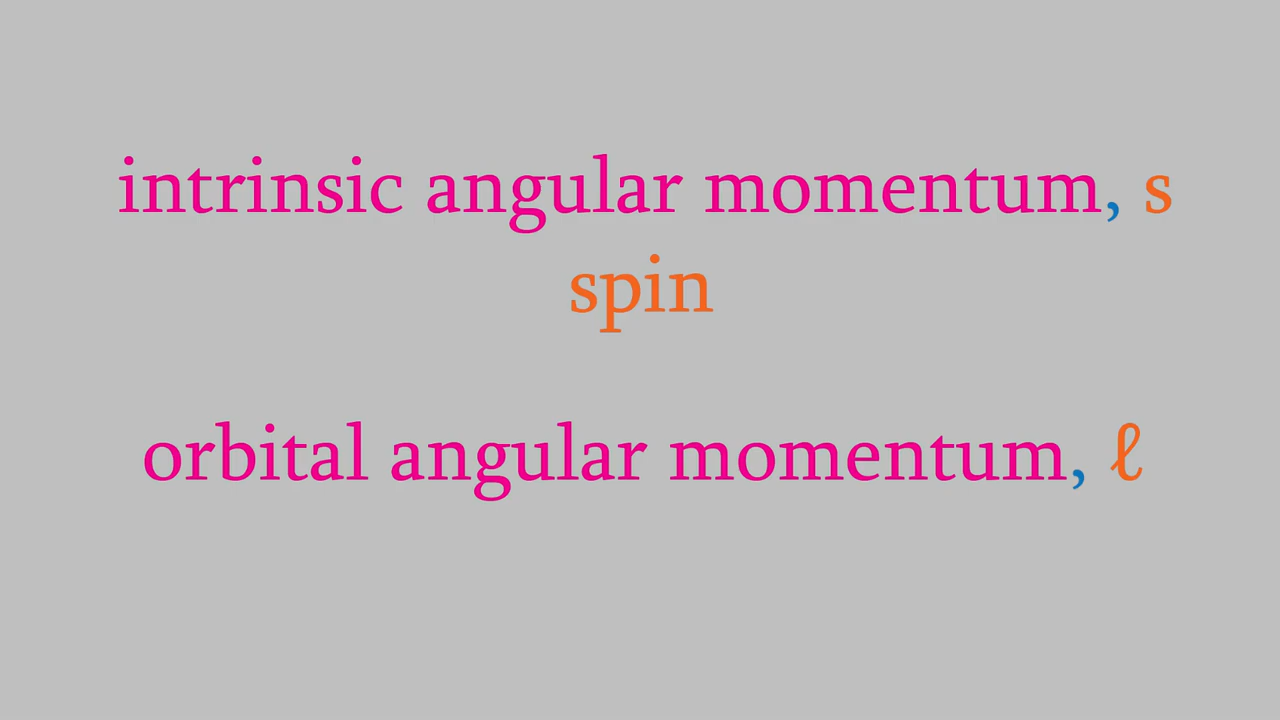 intrinsic angular momentum, s
spin
orbital angular momentum, ℓ